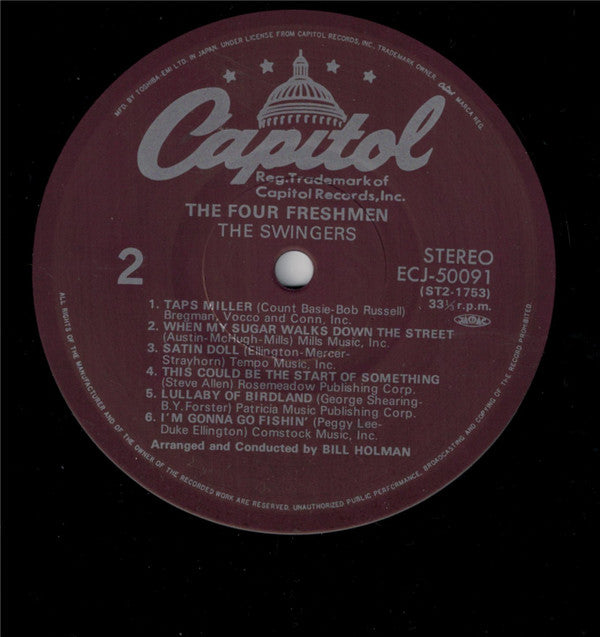 MFD. BY TOSHIBA-EMI LTD. IN JAPAN. UNDER LICENSE FROM CAPITOL RECORDS, INC., TRADEMARK OWNER Capitol MARCA REG.
Capitol
Reg. Trademark of
Capitol Records, Inc.
THE FOUR FRESHMEN
THE SWINGERS
2
STEREO
ECJ-50091
(ST2-1753)
33⅓ r.p.m.
1. TAPS MILLER (Count Basie-Bob Russell)
Bregman, Vocco and Conn, Inc.
2. WHEN MY SUGAR WALKS DOWN THE STREET
(Austin-McHugh-Mills) Mills Music, Inc.
3. SATIN DOLL (Ellington-Mercer-
Strayhorn) Tempo Music, Inc.
4. THIS COULD BE THE START OF SOMETHING
(Steve Allen) Rosemeadow Publishing Corp.
5. LULLABY OF BIRDLAND (George Shearing-
B.Y. Forster) Patricia Music Publishing Corp.
6. I'M GONNA GO FISHIN' (Peggy Lee-
Duke Ellington) Comstock Music, Inc.
Arranged and Conducted by BILL HOLMAN
ALL RIGHTS OF THE MANUFACTURER AND OF THE OWNER OF THE RECORDED WORK ARE RESERVED. UNAUTHORIZED PUBLIC PERFORMANCE, BROADCASTING AND COPYING OF THE RECORD PROHIBITED.